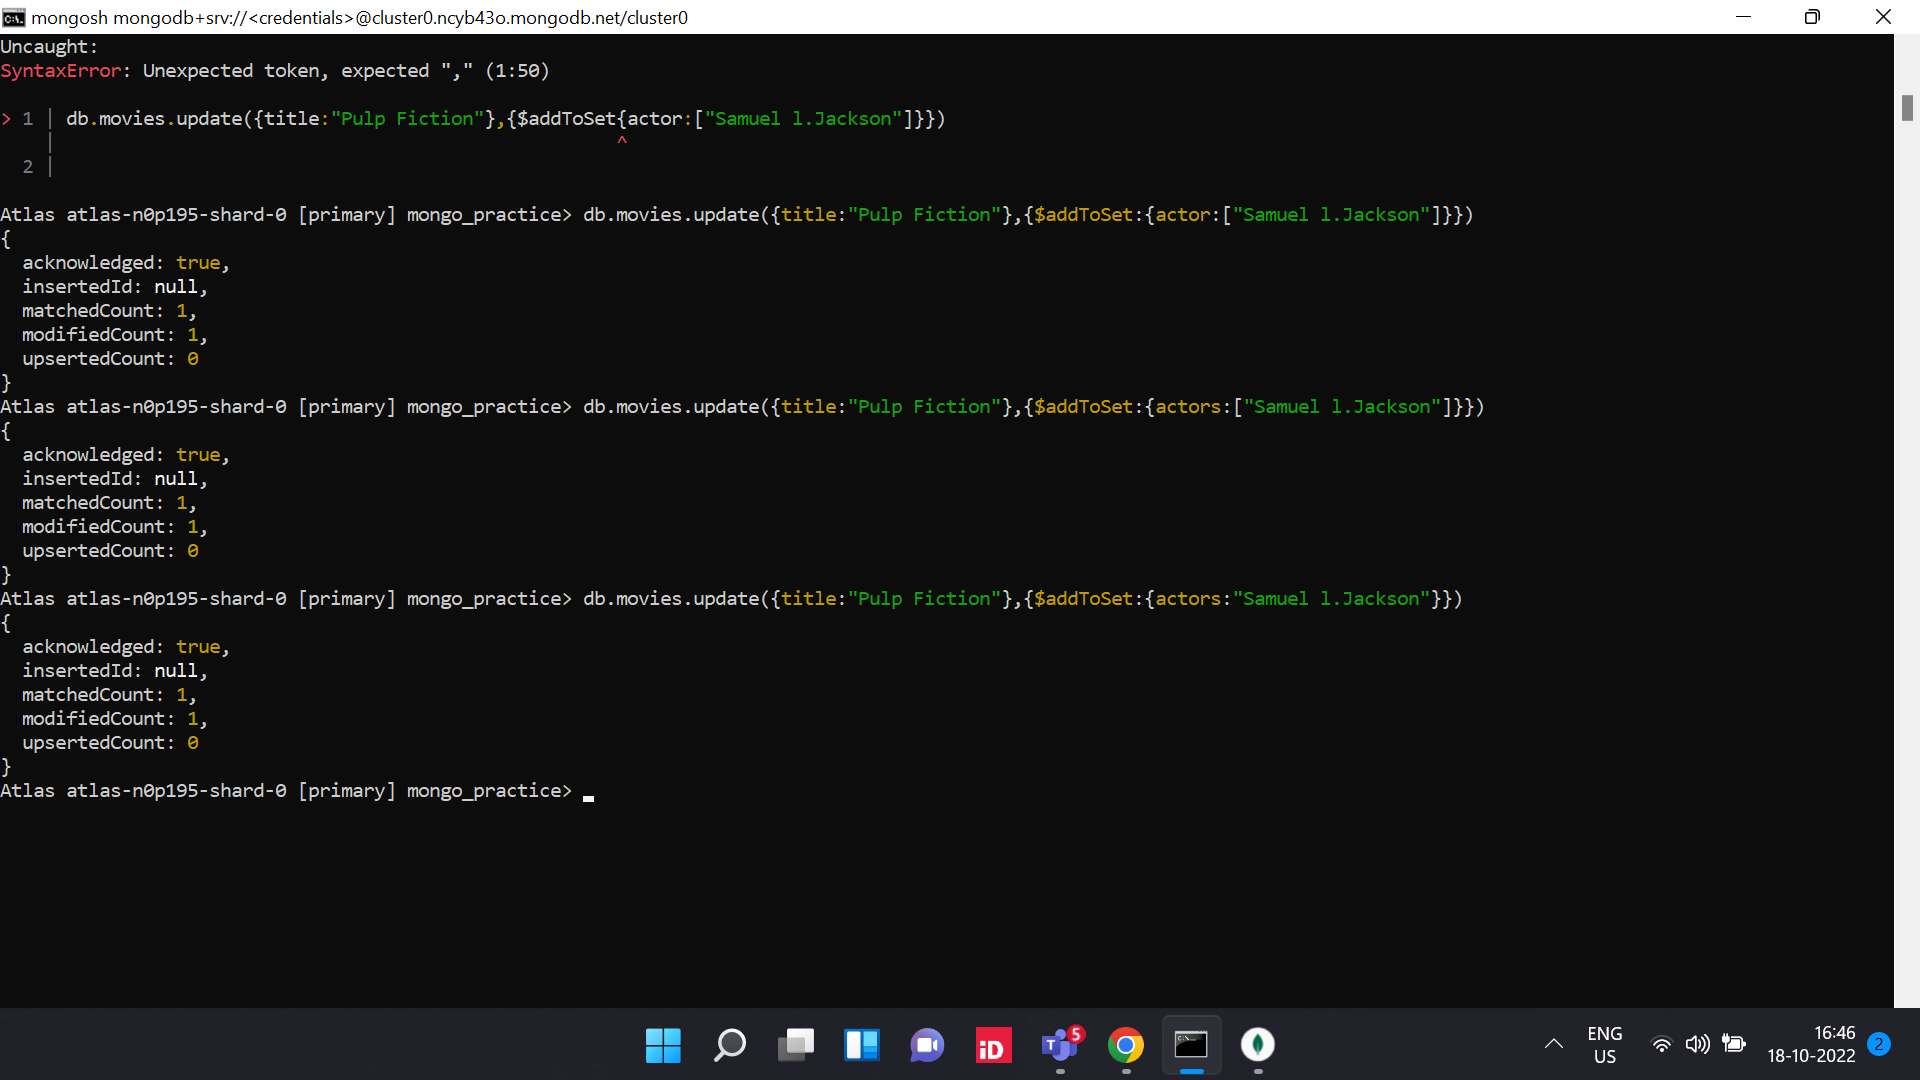 mongosh mongodb+srv://<credentials>@cluster0.ncyb43o.mongodb.net/cluster0
Uncaught:
SyntaxError: Unexpected token, expected "," (1:50)
> 1 | db.movies.update({title:"Pulp Fiction"},{$addToSet{actor:["Samuel l.Jackson"]}})
| ^
2 |
Atlas atlas-n0p195-shard-0 [primary] mongo_practice> db.movies.update({title:"Pulp Fiction"},{$addToSet:{actor:["Samuel l.Jackson"]}})
{
acknowledged: true,
insertedId: null,
matchedCount: 1,
modifiedCount: 1,
upsertedCount: 0
}
Atlas atlas-n0p195-shard-0 [primary] mongo_practice> db.movies.update({title:"Pulp Fiction"},{$addToSet:{actors:["Samuel l.Jackson"]}})
{
acknowledged: true,
insertedId: null,
matchedCount: 1,
modifiedCount: 1,
upsertedCount: 0
}
Atlas atlas-n0p195-shard-0 [primary] mongo_practice> db.movies.update({title:"Pulp Fiction"},{$addToSet:{actors:"Samuel l.Jackson"}})
{
acknowledged: true,
insertedId: null,
matchedCount: 1,
modifiedCount: 1,
upsertedCount: 0
}
Atlas atlas-n0p195-shard-0 [primary] mongo_practice>
iD
T
5
ENG
US
16:46
18-10-2022
2